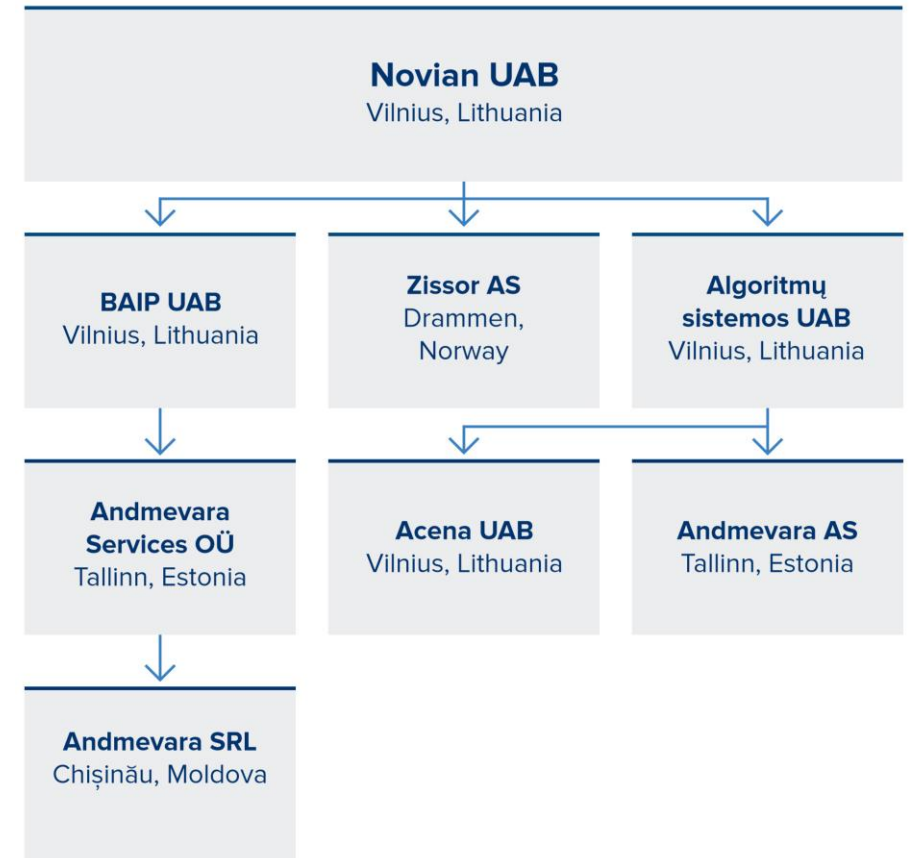 Novian UAB
Vilnius, Lithuania
BAIP UAB
Vilnius, Lithuania
Zissor AS
Drammen,
Norway
Algoritmų
sistemos UAB
Vilnius, Lithuania
Andmevara
Services OÜ
Tallinn, Estonia
Acena UAB
Vilnius, Lithuania
Andmevara AS
Tallinn, Estonia
Andmevara SRL
Chișinău, Moldova